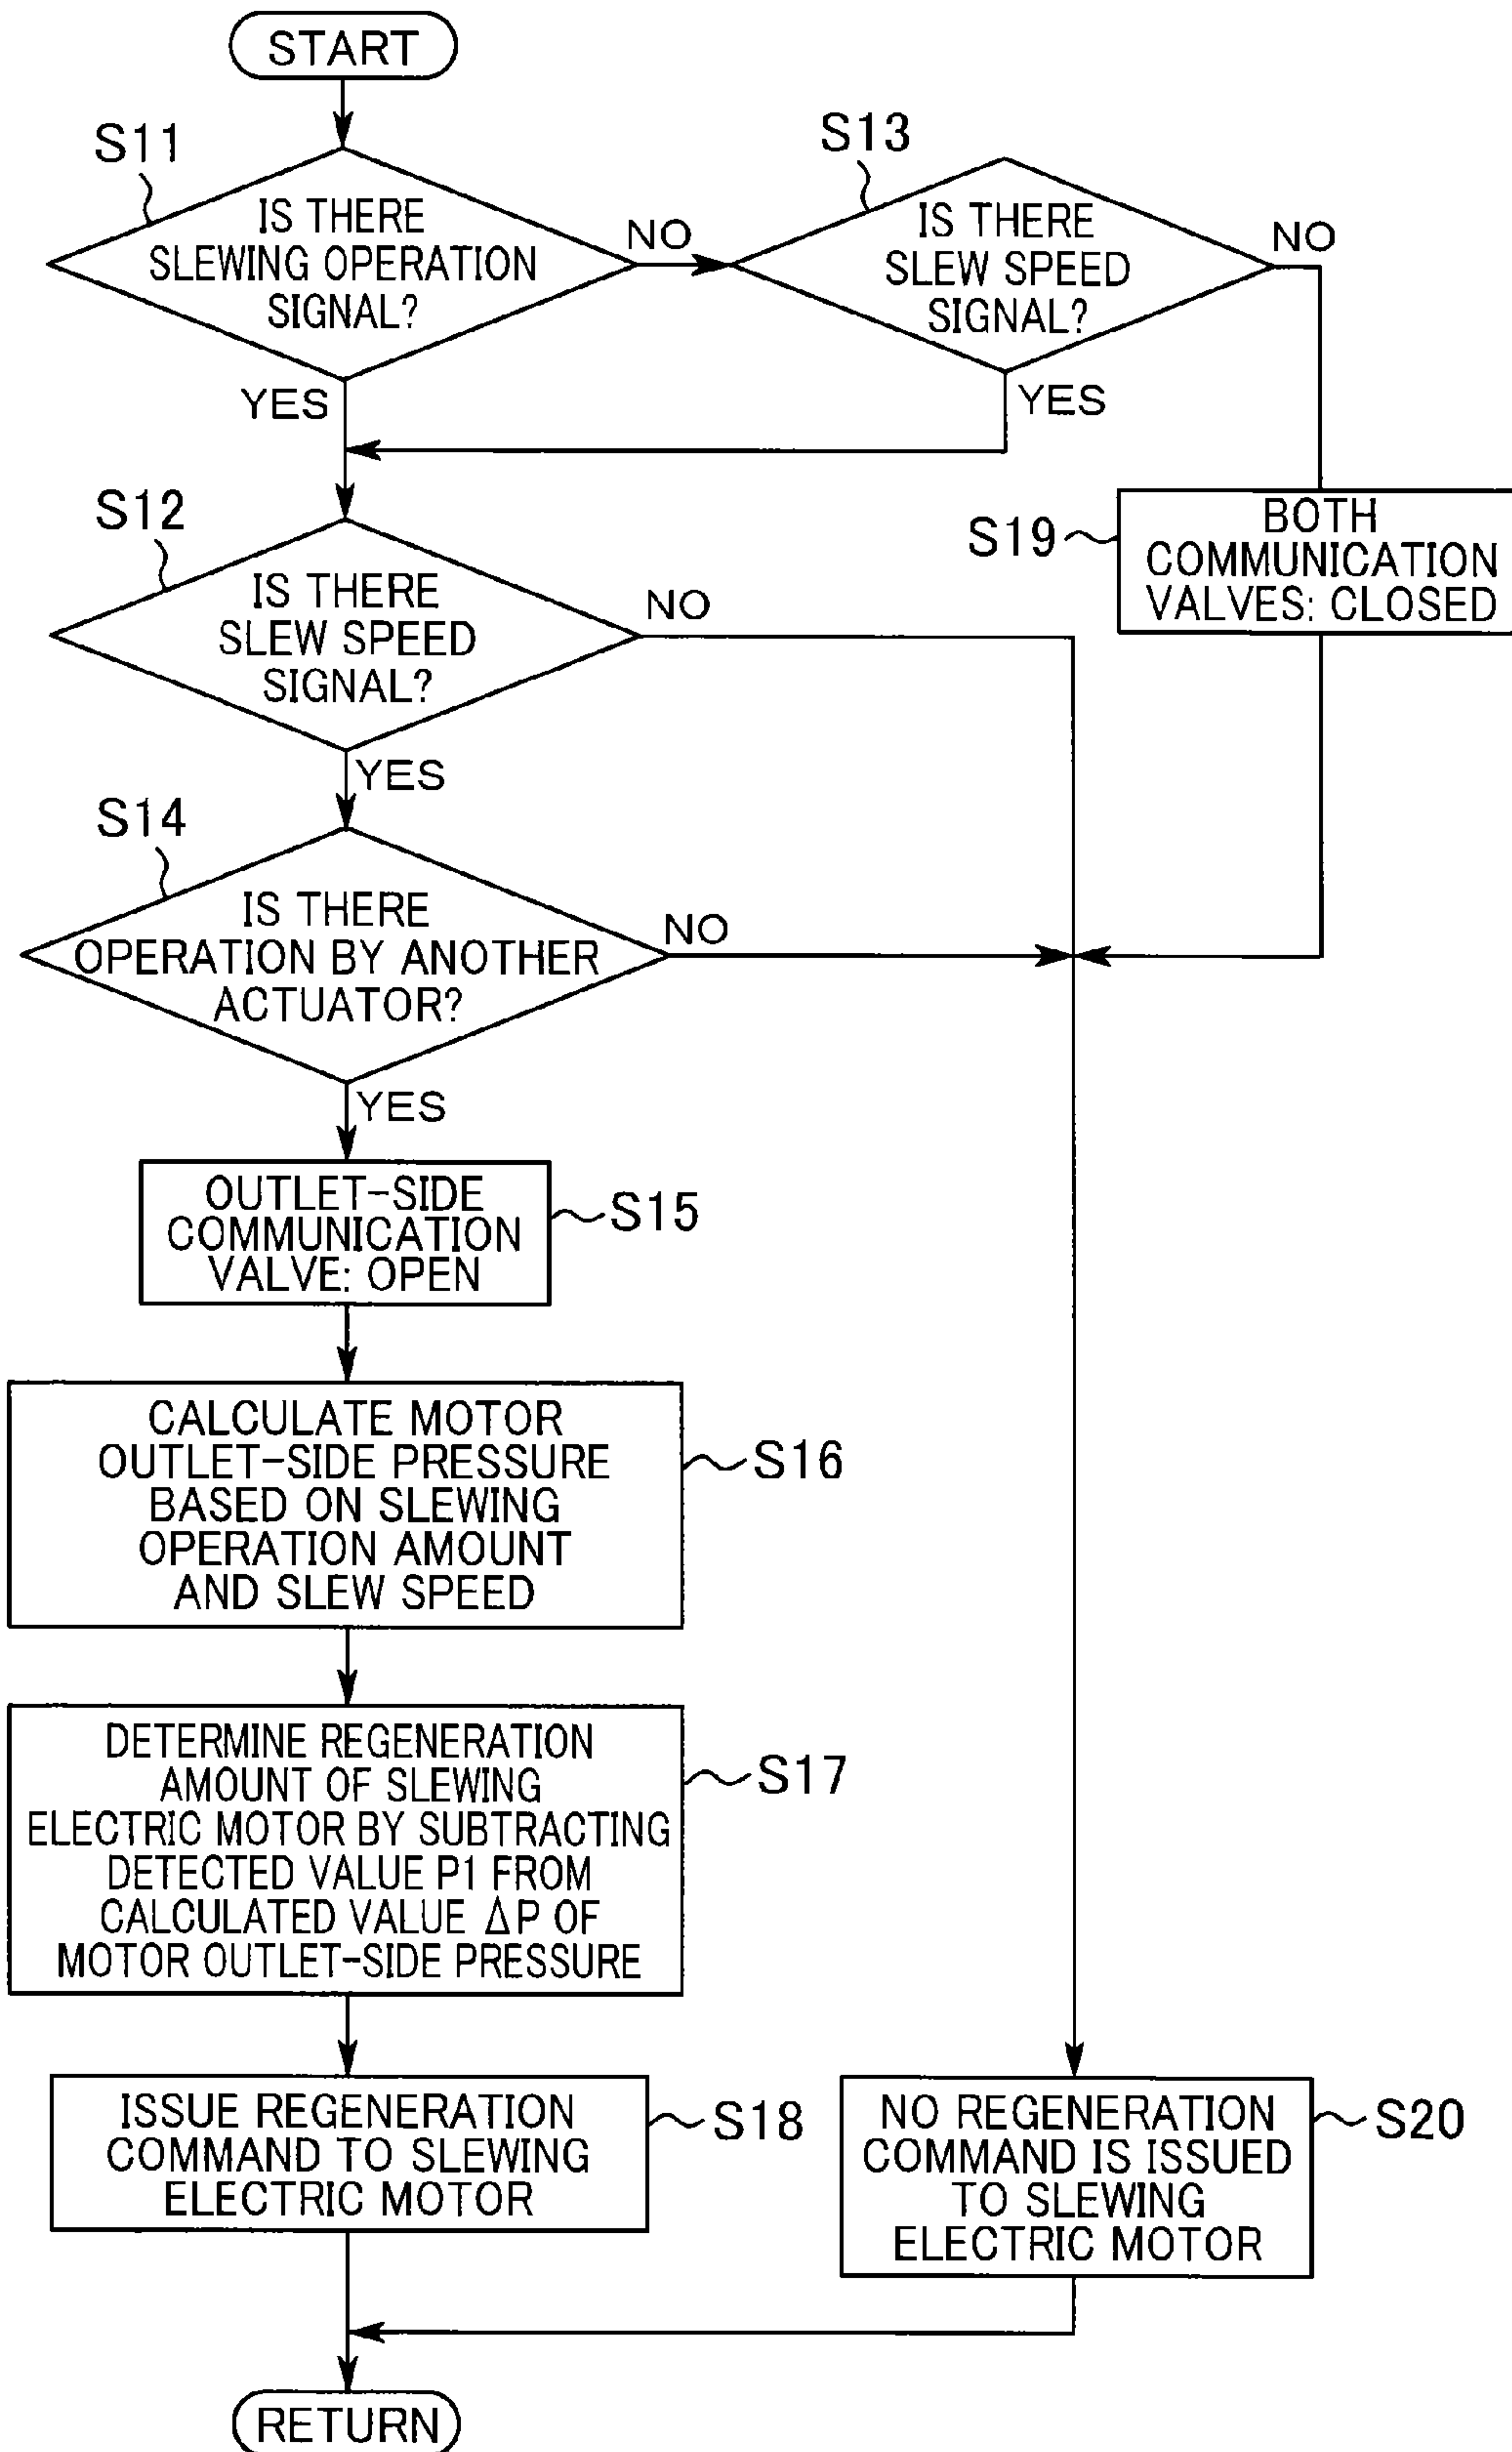 START
S11
IS THERE
SLEWING OPERATION
SIGNAL?
NO
YES
S13
IS THERE
SLEW SPEED
SIGNAL?
NO
YES
S19
BOTH
COMMUNICATION
VALVES: CLOSED
S12
IS THERE
SLEW SPEED
SIGNAL?
NO
YES
S14
IS THERE
OPERATION BY ANOTHER
ACTUATOR?
NO
YES
OUTLET-SIDE
COMMUNICATION
VALVE: OPEN
S15
CALCULATE MOTOR
OUTLET-SIDE PRESSURE
BASED ON SLEWING
OPERATION AMOUNT
AND SLEW SPEED
S16
DETERMINE REGENERATION
AMOUNT OF SLEWING
ELECTRIC MOTOR BY SUBTRACTING
DETECTED VALUE P1 FROM
CALCULATED VALUE ΔP OF
MOTOR OUTLET-SIDE PRESSURE
S17
ISSUE REGENERATION
COMMAND TO SLEWING
ELECTRIC MOTOR
S18
NO REGENERATION
COMMAND IS ISSUED
TO SLEWING
ELECTRIC MOTOR
S20
RETURN